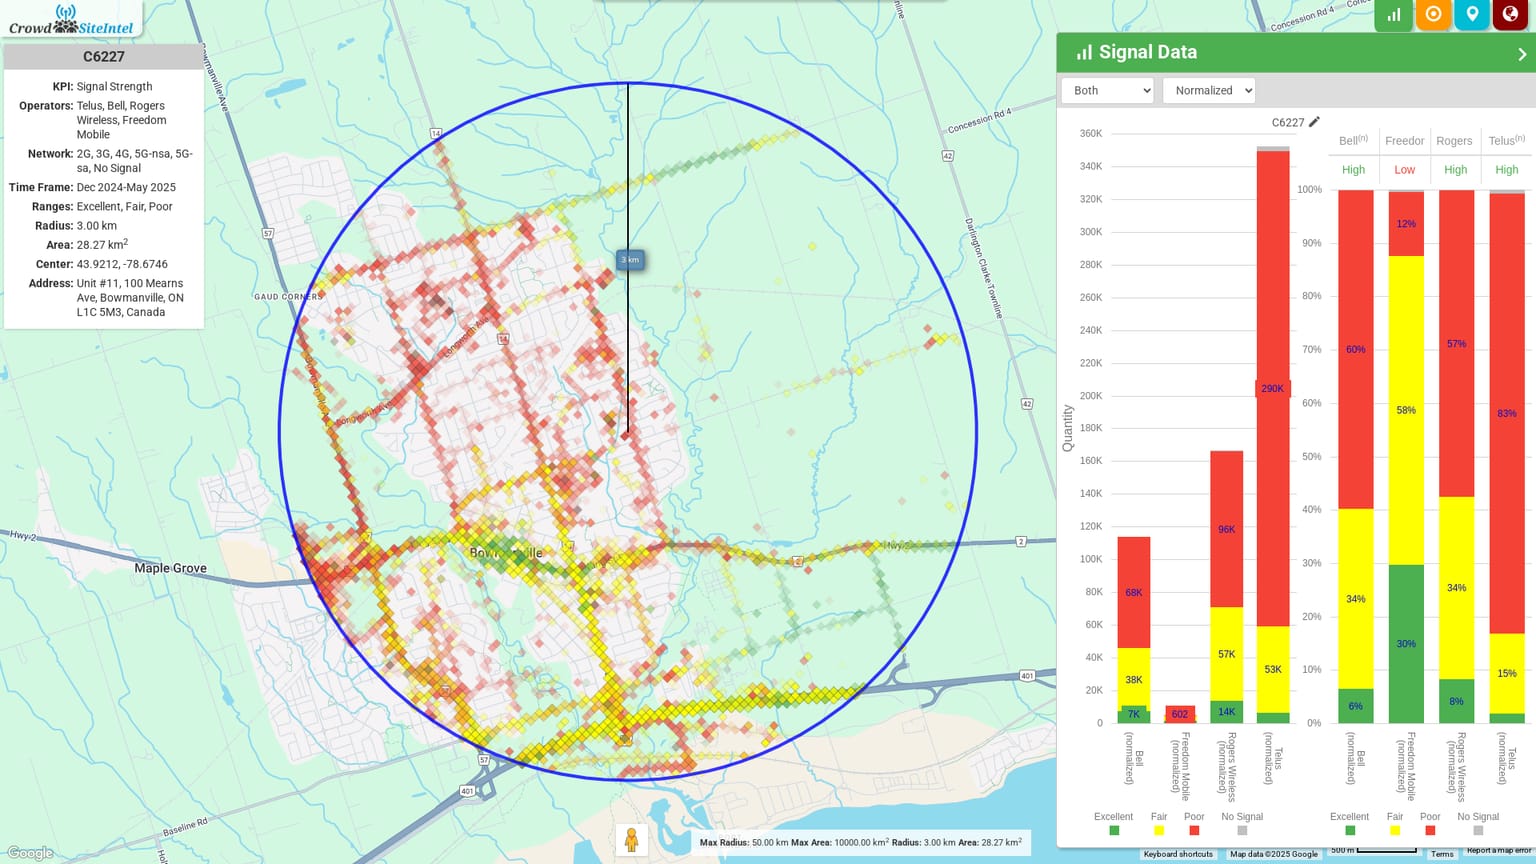 Crowd SiteIntel
C6227
KPI: Signal Strength
Operators: Telus, Bell, Rogers
Wireless, Freedom
Mobile
Network: 2G, 3G, 4G, 5G-nsa, 5G-
sa, No Signal
Time Frame: Dec 2024-May 2025
Ranges: Excellent, Fair, Poor
Radius: 3.00 km
Area: 28.27 km²
Center: 43.9212, -78.6746
Address: Unit #11, 100 Mearns
Ave, Bowmanville, ON
L1C 5M3, Canada
Bowmanville Ave
Concession Rd 4
Concession Rd 4
14
42
57
Darlington Clarke Townline
3 km
GAUD CORNERS
Longworth Ave
14
42
Longworth Ave
Hwy 2
Maple Grove
Hwy 2
2
2
401
57
401
Baseline Rd
Google
Max Radius: 50.00 km Max Area: 10000.00 km² Radius: 3.00 km Area: 28.27 km²
Signal Data
Both
Normalized
C6227
Quantity
360K
340K
320K
300K
280K
260K
240K
220K
200K
180K
160K
140K
120K
100K
80K
60K
40K
20K
0
68K
38K
7K
602
96K
57K
14K
290K
53K
Bell
(normalized)
Freedom Mobile
(normalized)
Rogers Wireless
(normalized)
Telus
(normalized)
Excellent Fair Poor No Signal
Bell(n) Freedor Rogers Telus(n)
High Low High High
100%
90%
80%
70%
60%
50%
40%
30%
20%
10%
0%
60%
34%
6%
12%
58%
30%
57%
34%
8%
83%
15%
Bell
(normalized)
Freedom Mobile
(normalized)
Rogers Wireless
(normalized)
Telus
(normalized)
Excellent Fair Poor No Signal
Keyboard shortcuts Map data ©2025 Google 500 m Terms Report a map error